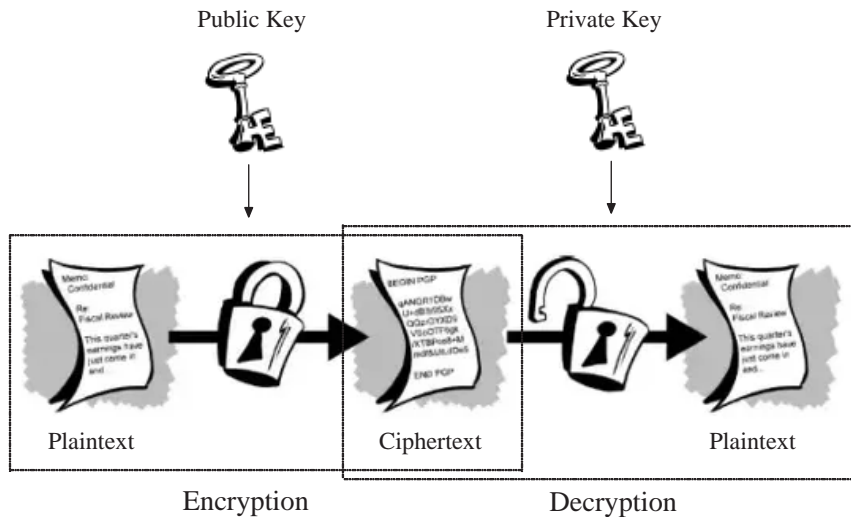 Public Key
Private Key
Memo:
Confidential
Re:
Fiscal Review
This quarter's
earnings have
just come in
and...
BEGIN PGP
END PGP
Memo:
Confidential
Re:
Fiscal Review
This quarter's
earnings have
just come in
and...
Plaintext
Ciphertext
Plaintext
Encryption
Decryption